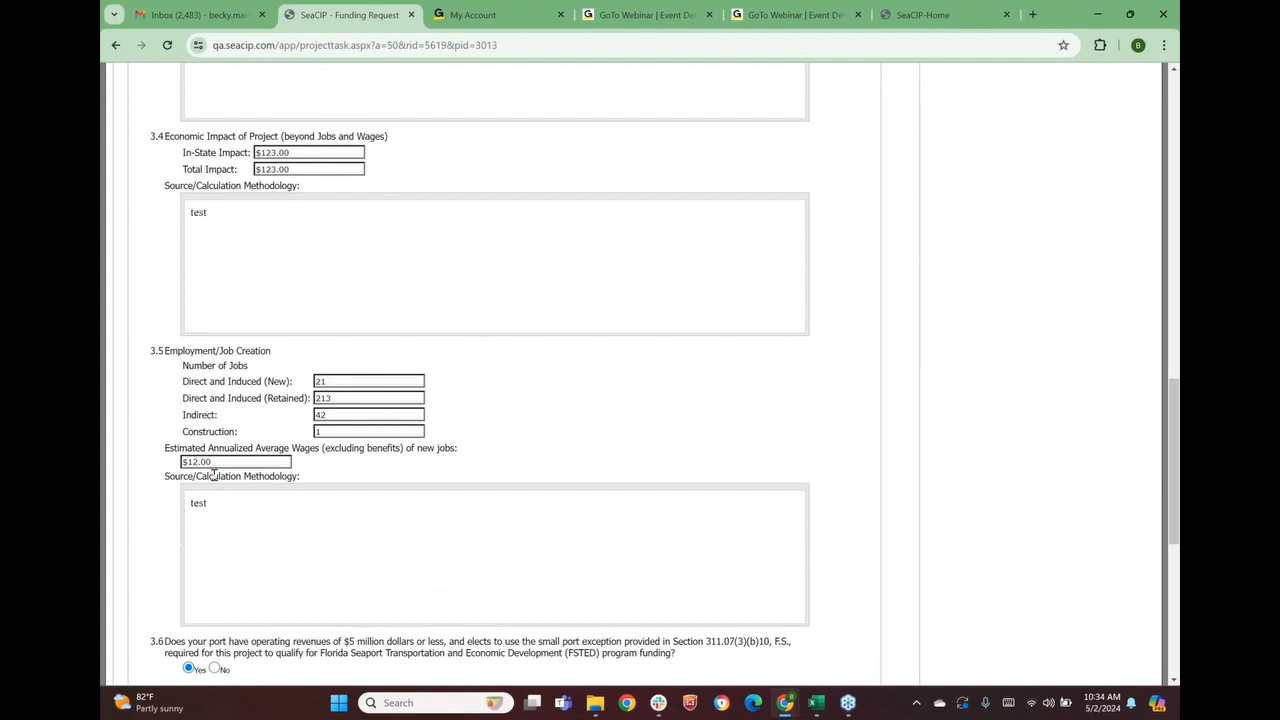 Inbox (2,483) - becky.mai
SeaCIP - Funding Request
My Account
GoTo Webinar | Event De
GoTo Webinar | Event De
SeaCIP-Home
qa.seacip.com/app/projecttask.aspx?a=50&rid=5619&pid=3013
B
3.4 Economic Impact of Project (beyond Jobs and Wages)
In-State Impact: $123.00
Total Impact: $123.00
Source/Calculation Methodology:
test
3.5 Employment/Job Creation
Number of Jobs
Direct and Induced (New): 21
Direct and Induced (Retained): 213
Indirect: 42
Construction: 1
Estimated Annualized Average Wages (excluding benefits) of new jobs:
$12.00
Source/Calculation Methodology:
test
3.6 Does your port have operating revenues of $5 million dollars or less, and elects to use the small port exception provided in Section 311.07(3)(b)10, F.S.,
required for this project to qualify for Florida Seaport Transportation and Economic Development (FSTED) program funding?
Yes No
82°F
Partly sunny
Search
10:34 AM
5/2/2024